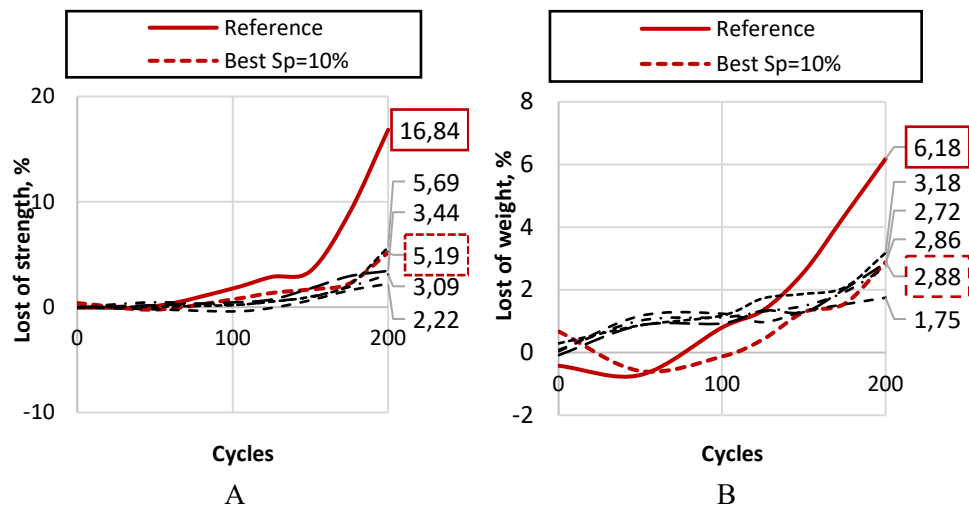 Reference
Best Sp=10%
Lost of strength, %
20
10
0
-10
0
100
200
16,84
5,69
3,44
5,19
3,09
2,22
Cycles
A
Reference
Best Sp=10%
Lost of weight, %
8
6
4
2
0
-2
0
100
200
6,18
3,18
2,72
2,86
2,88
1,75
Cycles
B